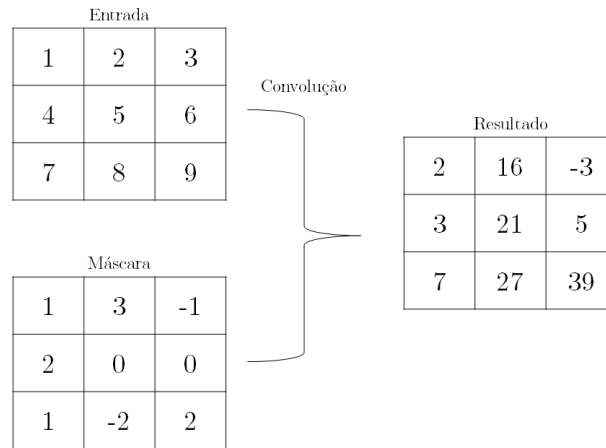 Entrada
1 2 3
4 5 6
7 8 9
Convolução
Resultado
2 16 -3
3 21 5
7 27 39
Máscara
1 3 -1
2 0 0
1 -2 2